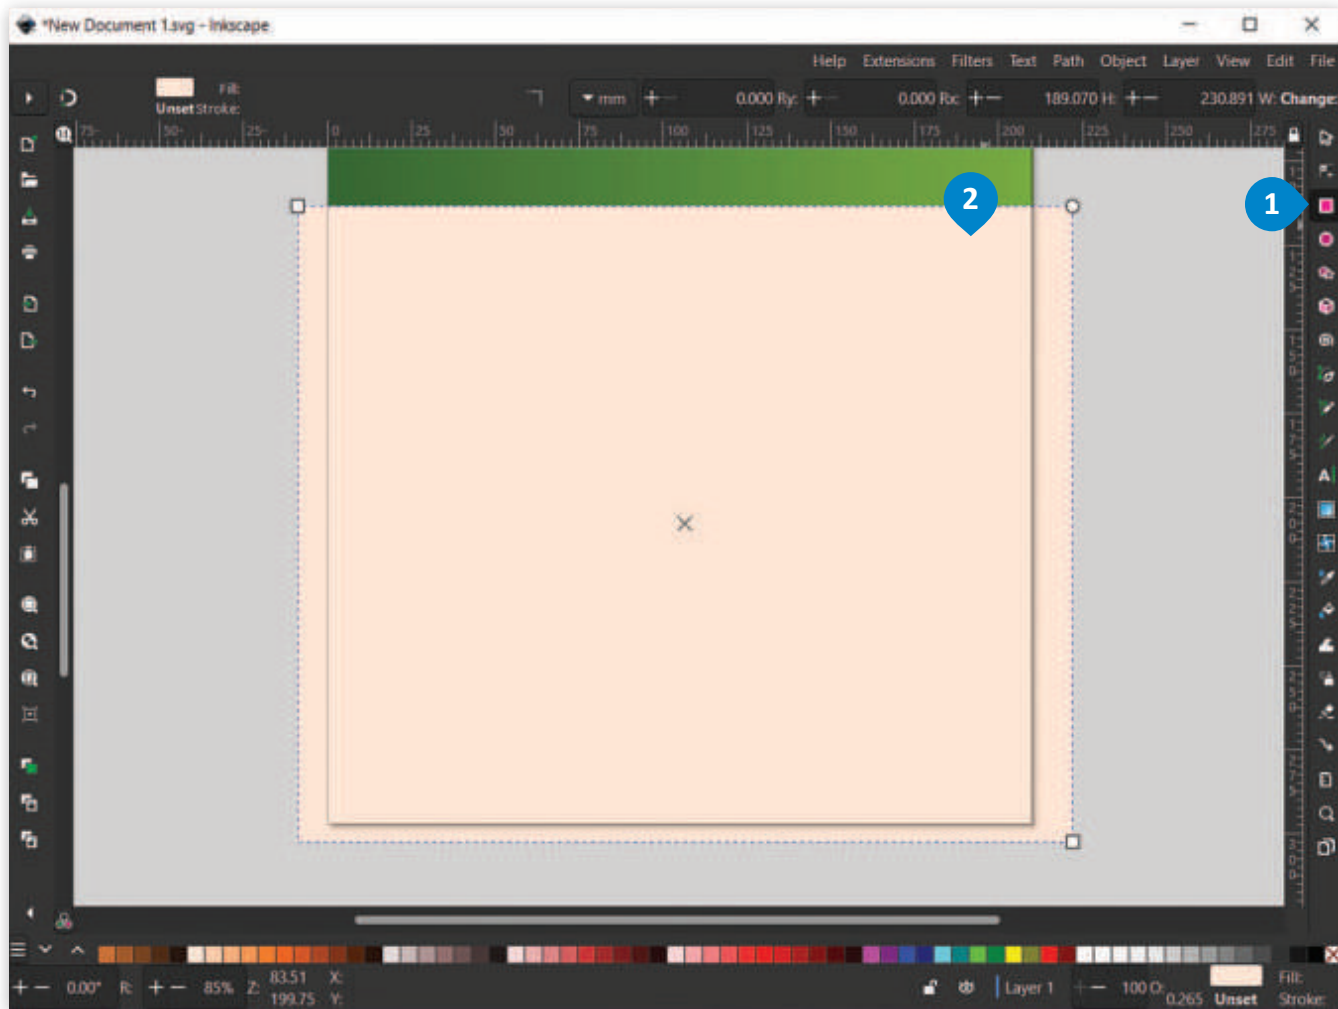 *New Document 1.svg - Inkscape
Help Extensions Filters Text Path Object Layer View Edit File
Fill:
Unset Stroke:
mm 0.000 Ry: 0.000 Rx: 189.070 H: 230.891 W: Change:
75- 50- 25- 0 25 50 75 100 125 150 175 200 225 250 275
2
1
0.00° R: 85% Z: 83.51 X:
199.75 Y:
Layer 1 100 O: 0.265 Unset
Fill:
Stroke: